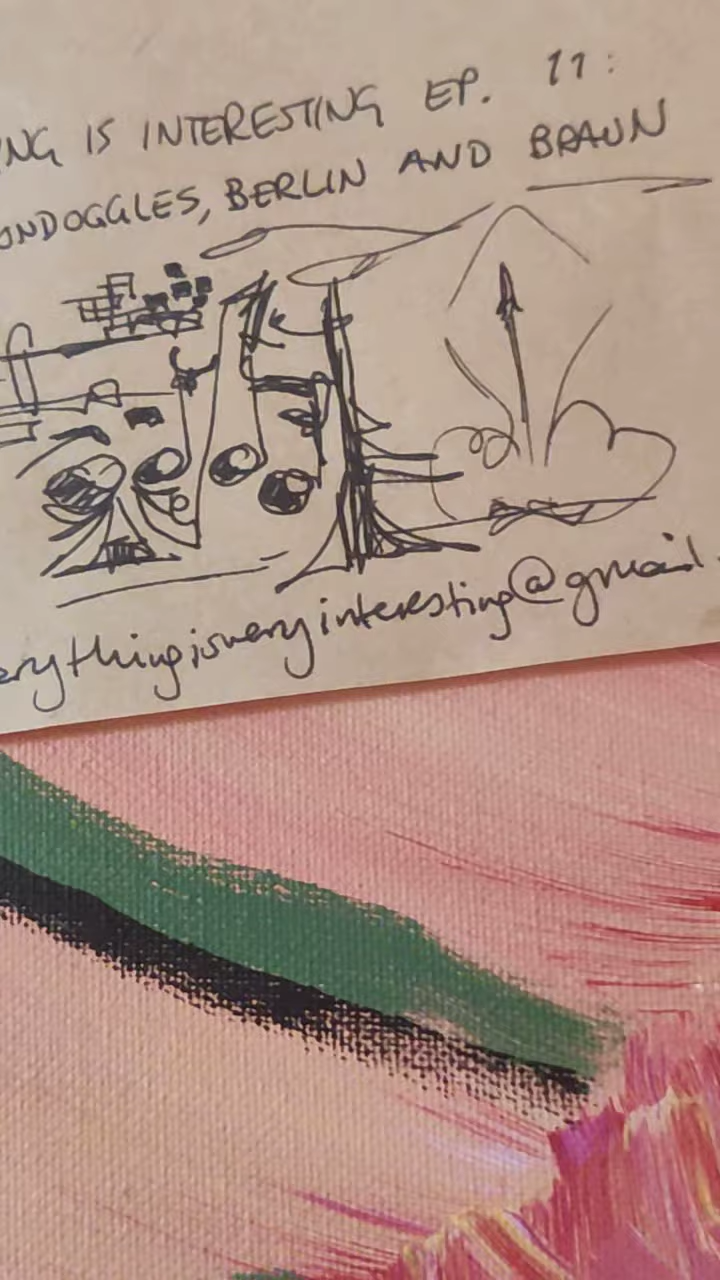 NG IS INTERESTING EP. 11:
ONDOGGLES, BERLIN AND BRAUN
erythingisveryinteresting@gmail.